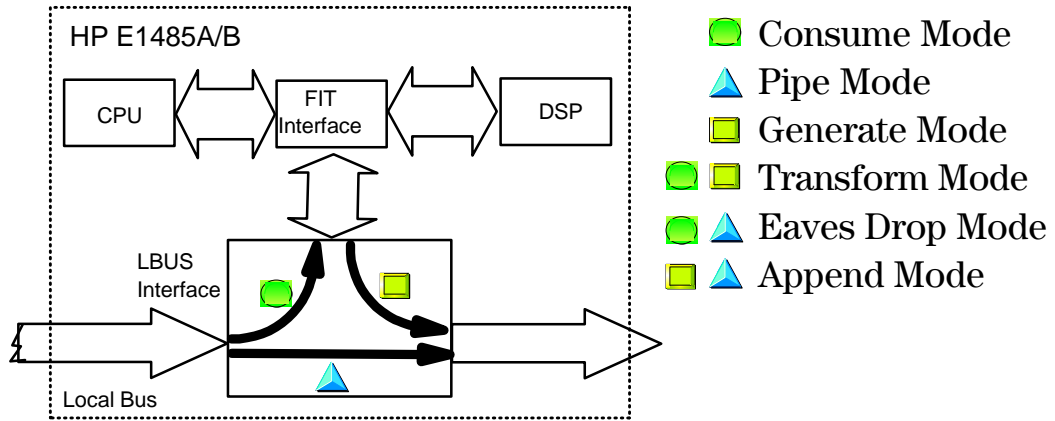 HP E1485A/B
CPU
FIT
Interface
DSP
LBUS
Interface
Local Bus
Consume Mode
Pipe Mode
Generate Mode
Transform Mode
Eaves Drop Mode
Append Mode